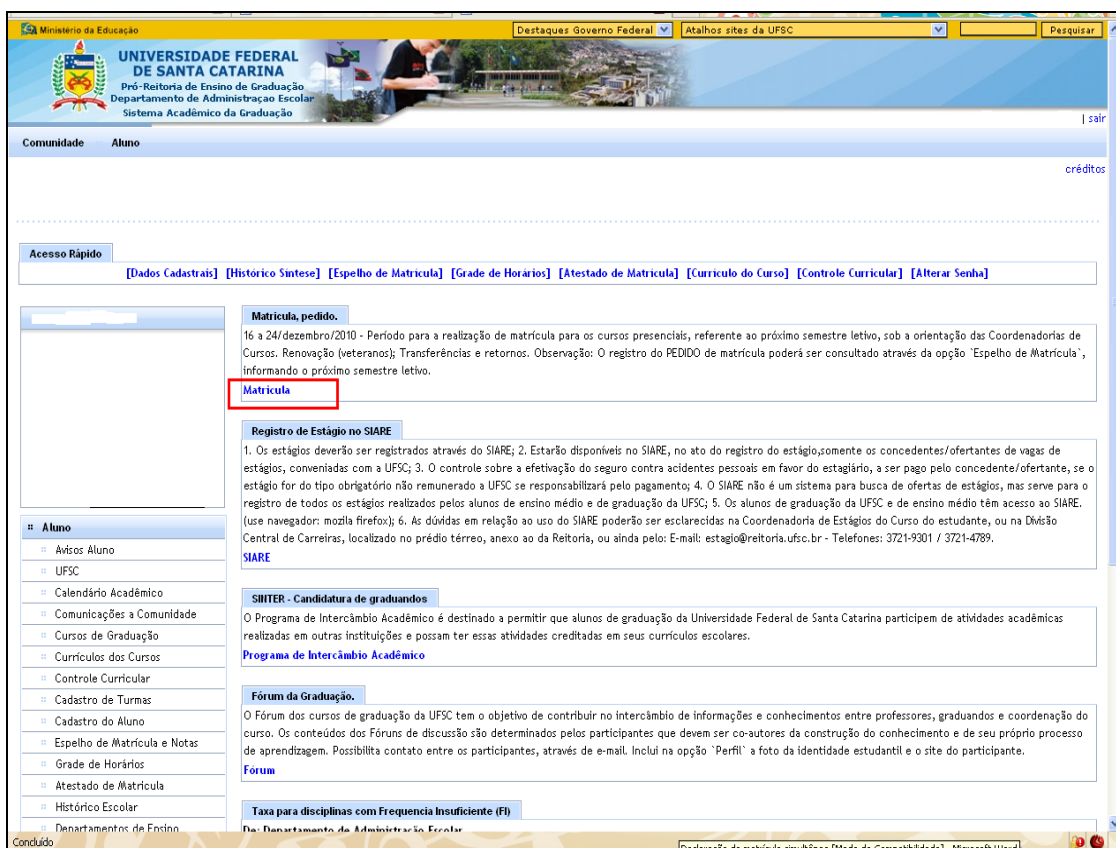 Ministério da Educação
Destaques Governo Federal
Atalhos sites da UFSC
Pesquisar
UNIVERSIDADE FEDERAL
DE SANTA CATARINA
Pró-Reitoria de Ensino de Graduação
Departamento de Administraçao Escolar
Sistema Acadêmico da Graduação
| sair
Comunidade Aluno
créditos
Acesso Rápido
[Dados Cadastrais] [Histórico Síntese] [Espelho de Matricula] [Grade de Horários] [Atestado de Matricula] [Currículo do Curso] [Controle Curricular] [Alterar Senha]
Matricula, pedido.
16 a 24/dezembro/2010 - Período para a realização de matrícula para os cursos presenciais, referente ao próximo semestre letivo, sob a orientação das Coordenadorias de
Cursos. Renovação (veteranos); Transferências e retornos. Observação: O registro do PEDIDO de matrícula poderá ser consultado através da opção `Espelho de Matrícula`,
informando o próximo semestre letivo.
Matrícula
Registro de Estágio no SIARE
1. Os estágios deverão ser registrados através do SIARE; 2. Estarão disponíveis no SIARE, no ato do registro do estágio,somente os concedentes/ofertantes de vagas de
estágios, conveniadas com a UFSC; 3. O controle sobre a efetivação do seguro contra acidentes pessoais em favor do estagiário, a ser pago pelo concedente/ofertante, se o
estágio for do tipo obrigatório não remunerado a UFSC se responsabilizará pelo pagamento; 4. O SIARE não é um sistema para busca de ofertas de estágios, mas serve para o
registro de todos os estágios realizados pelos alunos de ensino médio e de graduação da UFSC; 5. Os alunos de graduação da UFSC e de ensino médio têm acesso ao SIARE.
(use navegador: mozila firefox); 6. As dúvidas em relação ao uso do SIARE poderão ser esclarecidas na Coordenadoria de Estágios do Curso do estudante, ou na Divisão
Central de Carreiras, localizado no prédio térreo, anexo ao da Reitoria, ou ainda pelo: E-mail: estagio@reitoria.ufsc.br - Telefones: 3721-9301 / 3721-4789.
SIARE
SINTER - Candidatura de graduandos
O Programa de Intercâmbio Acadêmico é destinado a permitir que alunos de graduação da Universidade Federal de Santa Catarina participem de atividades acadêmicas
realizadas em outras instituições e possam ter essas atividades creditadas em seus currículos escolares.
Programa de Intercâmbio Acadêmico
Fórum da Graduação.
O Fórum dos cursos de graduação da UFSC tem o objetivo de contribuir no intercâmbio de informações e conhecimentos entre professores, graduandos e coordenação do
curso. Os conteúdos dos Fóruns de discussão são determinados pelos participantes que devem ser co-autores da construção do conhecimento e de seu próprio processo
de aprendizagem. Possibilita contato entre os participantes, através de e-mail. Inclui na opção `Perfil` a foto da identidade estudantil e o site do participante.
Fórum
Taxa para disciplinas com Frequencia Insuficiente (FI)
De: Departamento de Administração Escolar
Aluno
Avisos Aluno
UFSC
Calendário Acadêmico
Comunicações a Comunidade
Cursos de Graduação
Currículos dos Cursos
Controle Curricular
Cadastro de Turmas
Cadastro do Aluno
Espelho de Matrícula e Notas
Grade de Horários
Atestado de Matricula
Histórico Escolar
Departamentos de Ensino
Concluído
Declaração de matrícula simultânea [Modo de Compatibilidade] - Microsoft Word